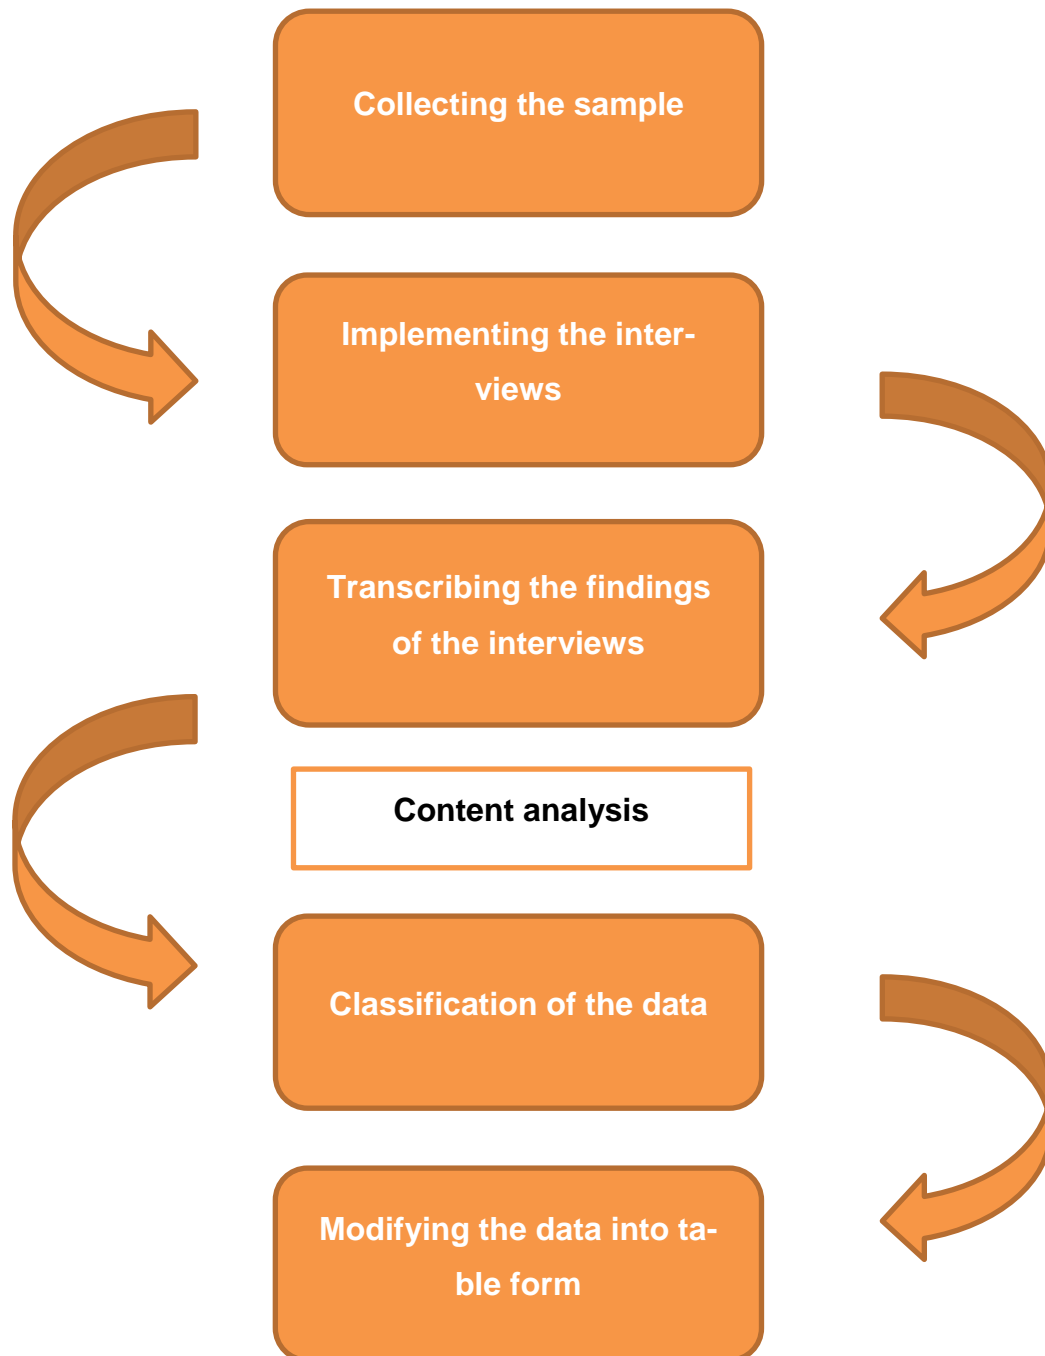 Collecting the sample
Implementing the inter-
views
Transcribing the findings
of the interviews
Content analysis
Classification of the data
Modifying the data into ta-
ble form